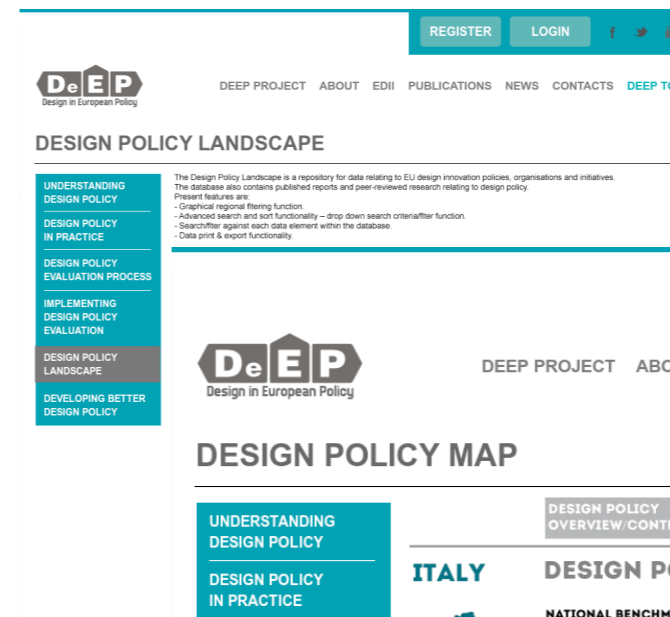 REGISTER LOGIN f
DeEP
Design in European Policy
DEEP PROJECT ABOUT EDII PUBLICATIONS NEWS CONTACTS DEEP
DESIGN POLICY LANDSCAPE
UNDERSTANDING
DESIGN POLICY
DESIGN POLICY
IN PRACTICE
DESIGN POLICY
EVALUATION PROCESS
IMPLEMENTING
DESIGN POLICY
EVALUATION
DESIGN POLICY
LANDSCAPE
DEVELOPING BETTER
DESIGN POLICY
The Design Policy Landscape is a repository for data relating to EU design innovation policies, organisations and initiatives.
The database also contains published reports and peer-reviewed research relating to design policy.
Present features are:
- Graphical regional fltering function.
- Advanced search and sort functionality – drop down search criteria/flter function.
- Search/flter against each data element within the database.
- Data print & export functionality.
DeEP
Design in European Policy
DEEP PROJECT
DESIGN POLICY MAP
UNDERSTANDING
DESIGN POLICY
DESIGN POLICY
IN PRACTICE
DESIGN POLICY
ITALY DESIGN
NATIONAL